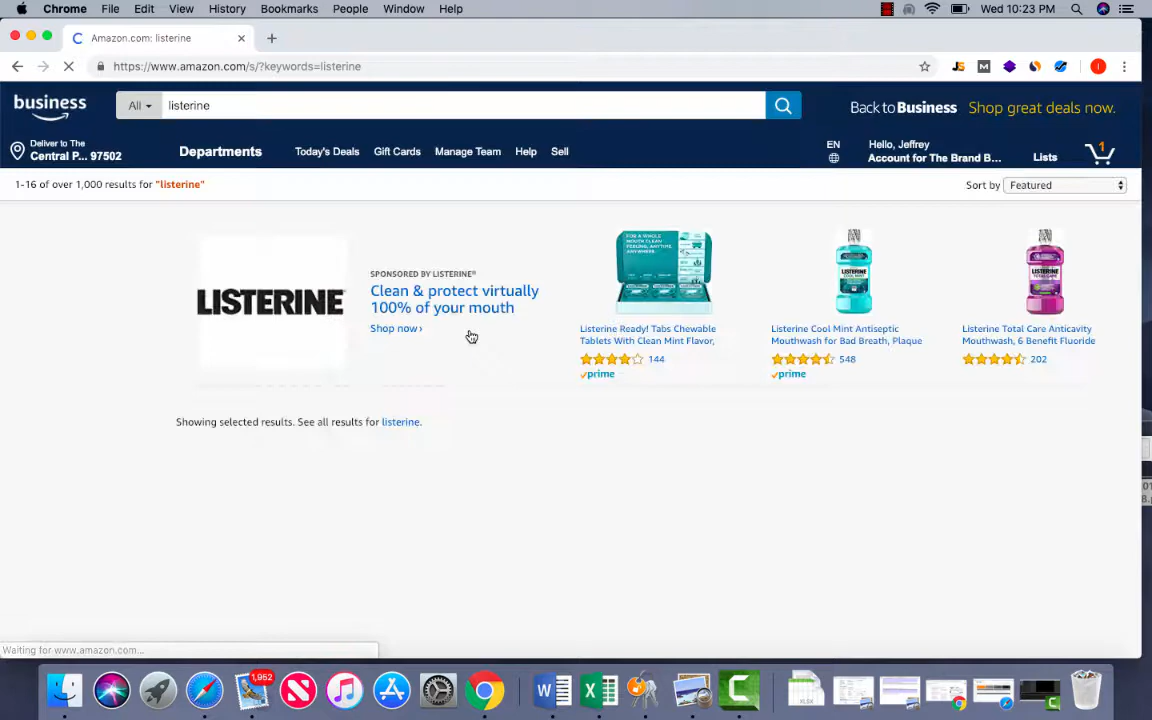 Chrome File Edit View History Bookmarks People Window Help Wed 10:23 PM
Amazon.com: listerine
https://www.amazon.com/s/?keywords=listerine
business All listerine Back to Business Shop great deals now.
Deliver to The
Central P... 97502
Departments Today's Deals Gift Cards Manage Team Help Sell
EN
Hello, Jeffrey
Account for The Brand B...
Lists
1
1-16 of over 1,000 results for "listerine"
Sort by Featured
LISTERINE
SPONSORED BY LISTERINE®
Clean & protect virtually
100% of your mouth
Shop now ›
Listerine Ready! Tabs Chewable
Tablets With Clean Mint Flavor,
144
prime
LISTERINE
Listerine Cool Mint Antiseptic
Mouthwash for Bad Breath, Plaque
548
prime
LISTERINE
Listerine Total Care Anticavity
Mouthwash, 6 Benefit Fluoride
202
Showing selected results. See all results for listerine.
Waiting for www.amazon.com...
1,952